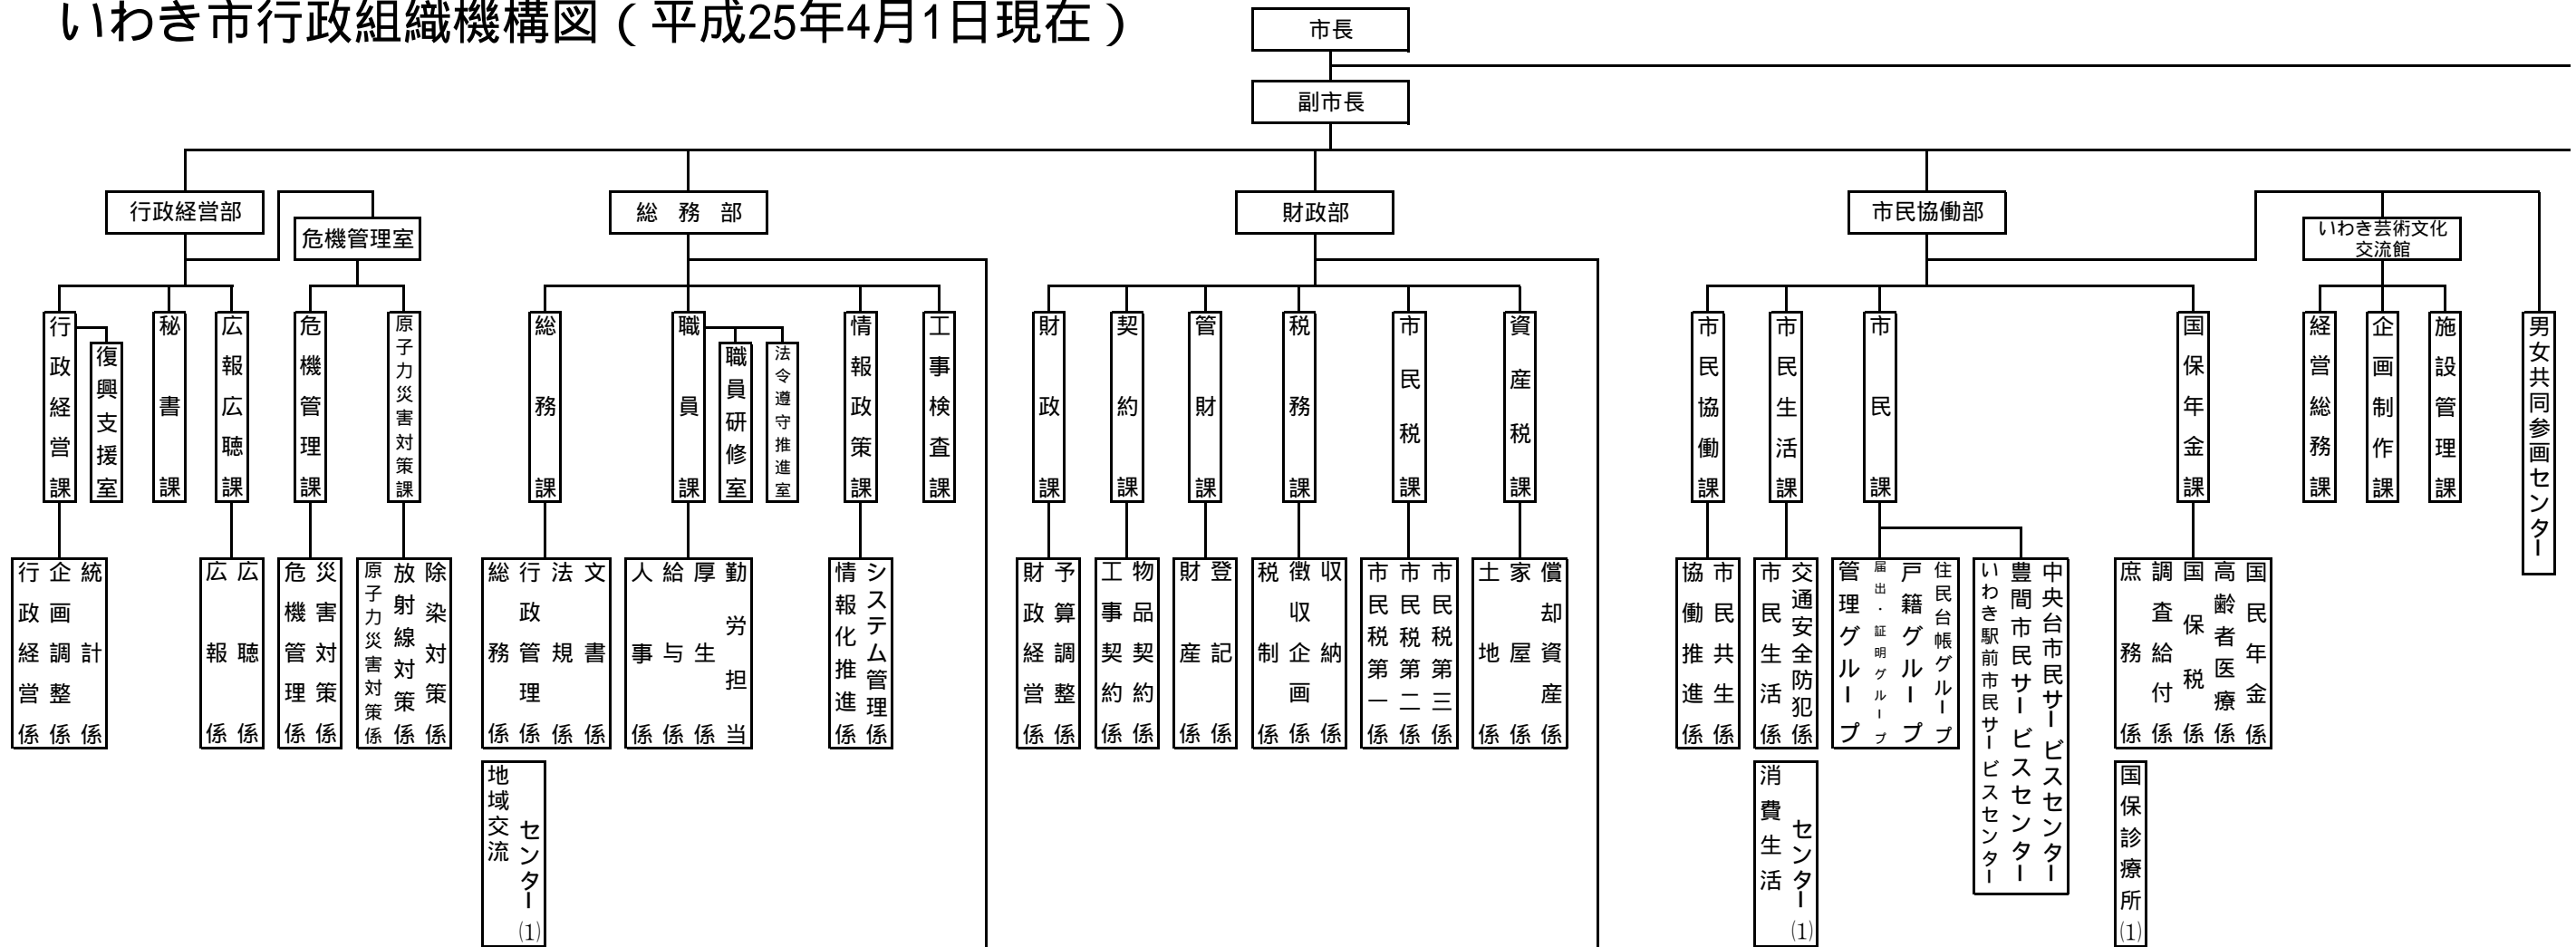 いわき市行政組織機構図（平成25年4月1日現在）
市長
副市長
行政経営部
危機管理室
総務部
財政部
市民協働部
いわき芸術文化
交流館
行政経営課
復興支援室
秘書課
広報広聴課
危機管理課
原子力災害対策課
総務課
職員課
職員研修室
法令遵守推進室
情報政策課
工事検査課
財政課
契約課
管財課
税務課
市民税課
資産税課
市民協働課
市民生活課
市民課
国保年金課
経営総務課
企画制作課
施設管理課
男女共同参画センター
行政経営係
企画調整係
統計係
広報係
広聴係
危機管理係
災害対策係
原子力災害対策係
放射線対策係
除染対策係
総務係
行政管理係
法規係
文書係
人事係
給与係
厚生係
勤労担当
情報化推進係
システム管理係
財政経営係
予算調整係
工事契約係
物品契約係
財産係
登記係
税制係
徴収企画係
収納係
市民税第一係
市民税第二係
市民税第三係
土地係
家屋係
償却資産係
協働推進係
市民共生係
市民生活係
交通安全防犯係
管理グループ
届出・証明グループ
戸籍グループ
住民台帳グループ
いわき駅前市民サービスセンター
豊間市民サービスセンター
中央台市民サービスセンター
庶務係
調査給付係
国保税係
高齢者医療係
国民年金係
地域交流
センター⑴
消費生活
センター⑴
国保診療所⑴